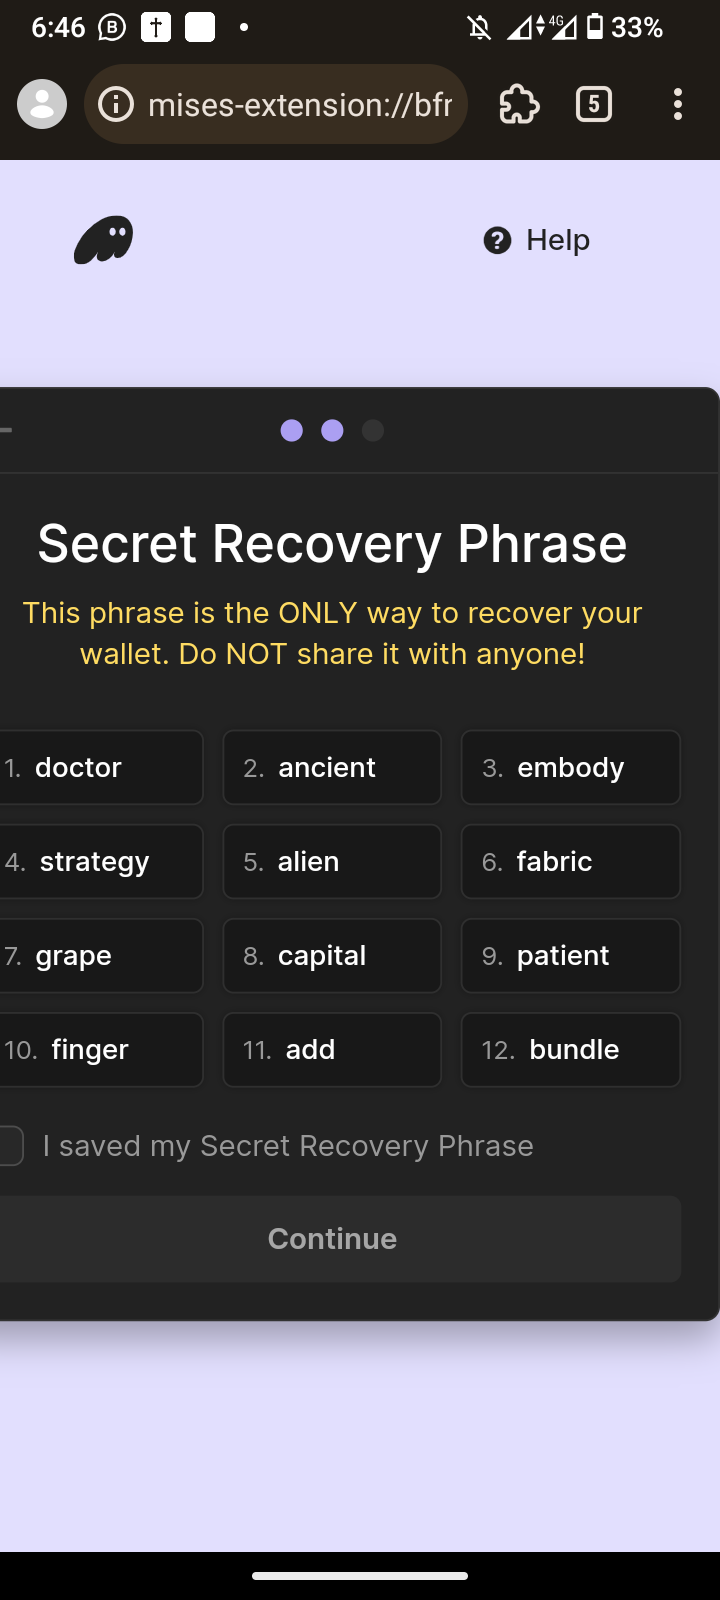 6:46 B 4G 33%
mises-extension://bfr
5
? Help
Secret Recovery Phrase
This phrase is the ONLY way to recover your
wallet. Do NOT share it with anyone!
1. doctor 2. ancient 3. embody
4. strategy 5. alien 6. fabric
7. grape 8. capital 9. patient
10. finger 11. add 12. bundle
I saved my Secret Recovery Phrase
Continue